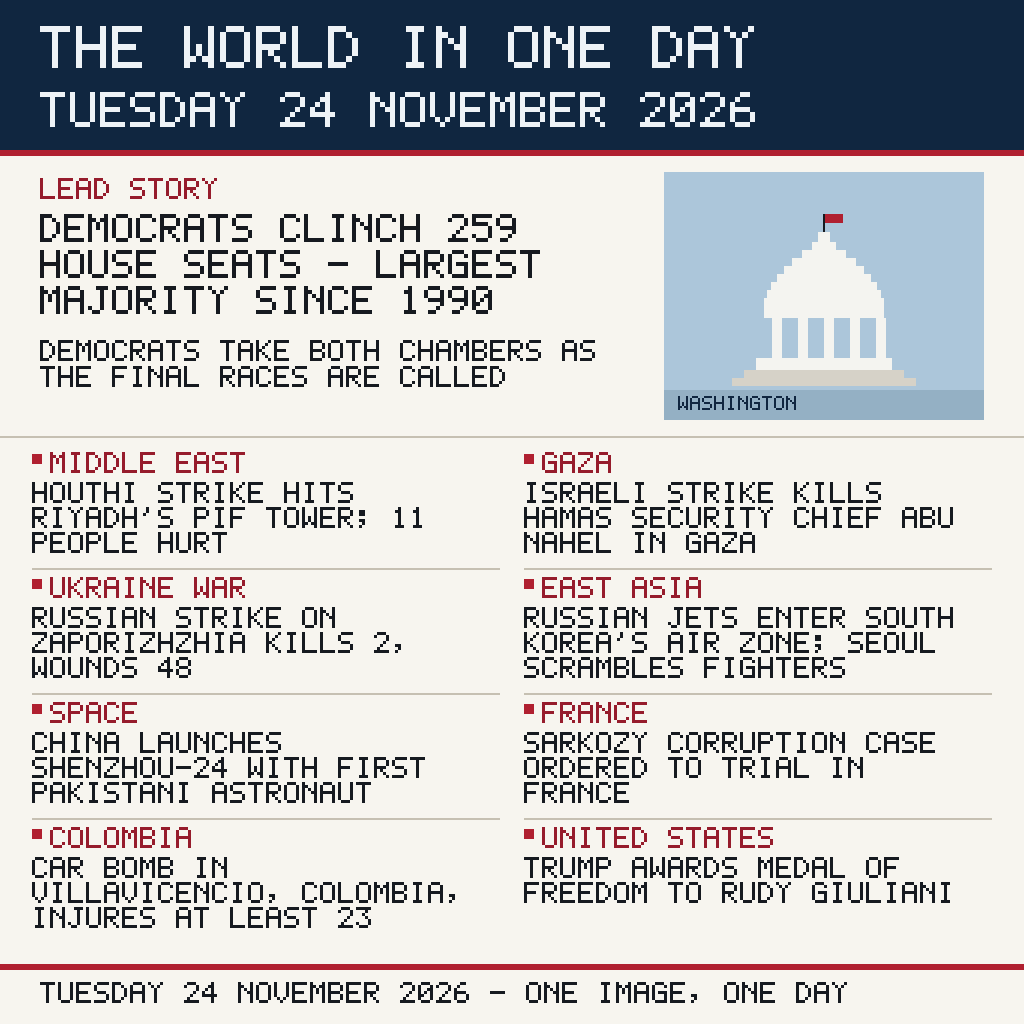 THE WORLD IN ONE DAY
TUESDAY 24 NOVEMBER 2026
LEAD STORY
DEMOCRATS CLINCH 259
HOUSE SEATS – LARGEST
MAJORITY SINCE 1990
DEMOCRATS TAKE BOTH CHAMBERS AS
THE FINAL RACES ARE CALLED
WASHINGTON
MIDDLE EAST
HOUTHI STRIKE HITS
RIYADH'S PIF TOWER; 11
PEOPLE HURT
GAZA
ISRAELI STRIKE KILLS
HAMAS SECURITY CHIEF ABU
NAHEL IN GAZA
UKRAINE WAR
RUSSIAN STRIKE ON
ZAPORIZHZHIA KILLS 2,
WOUNDS 48
EAST ASIA
RUSSIAN JETS ENTER SOUTH
KOREA'S AIR ZONE; SEOUL
SCRAMBLES FIGHTERS
SPACE
CHINA LAUNCHES
SHENZHOU-24 WITH FIRST
PAKISTANI ASTRONAUT
FRANCE
SARKOZY CORRUPTION CASE
ORDERED TO TRIAL IN
FRANCE
COLOMBIA
CAR BOMB IN
VILLAVICENCIO, COLOMBIA,
INJURES AT LEAST 23
UNITED STATES
TRUMP AWARDS MEDAL OF
FREEDOM TO RUDY GIULIANI
TUESDAY 24 NOVEMBER 2026 – ONE IMAGE, ONE DAY